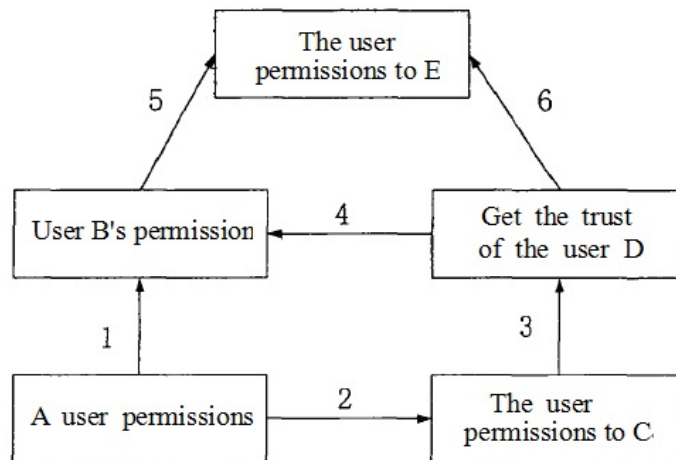 The user
permissions to E
5
6
User B's permission
4
Get the trust
of the user D
1
3
A user permissions
2
The user
permissions to C